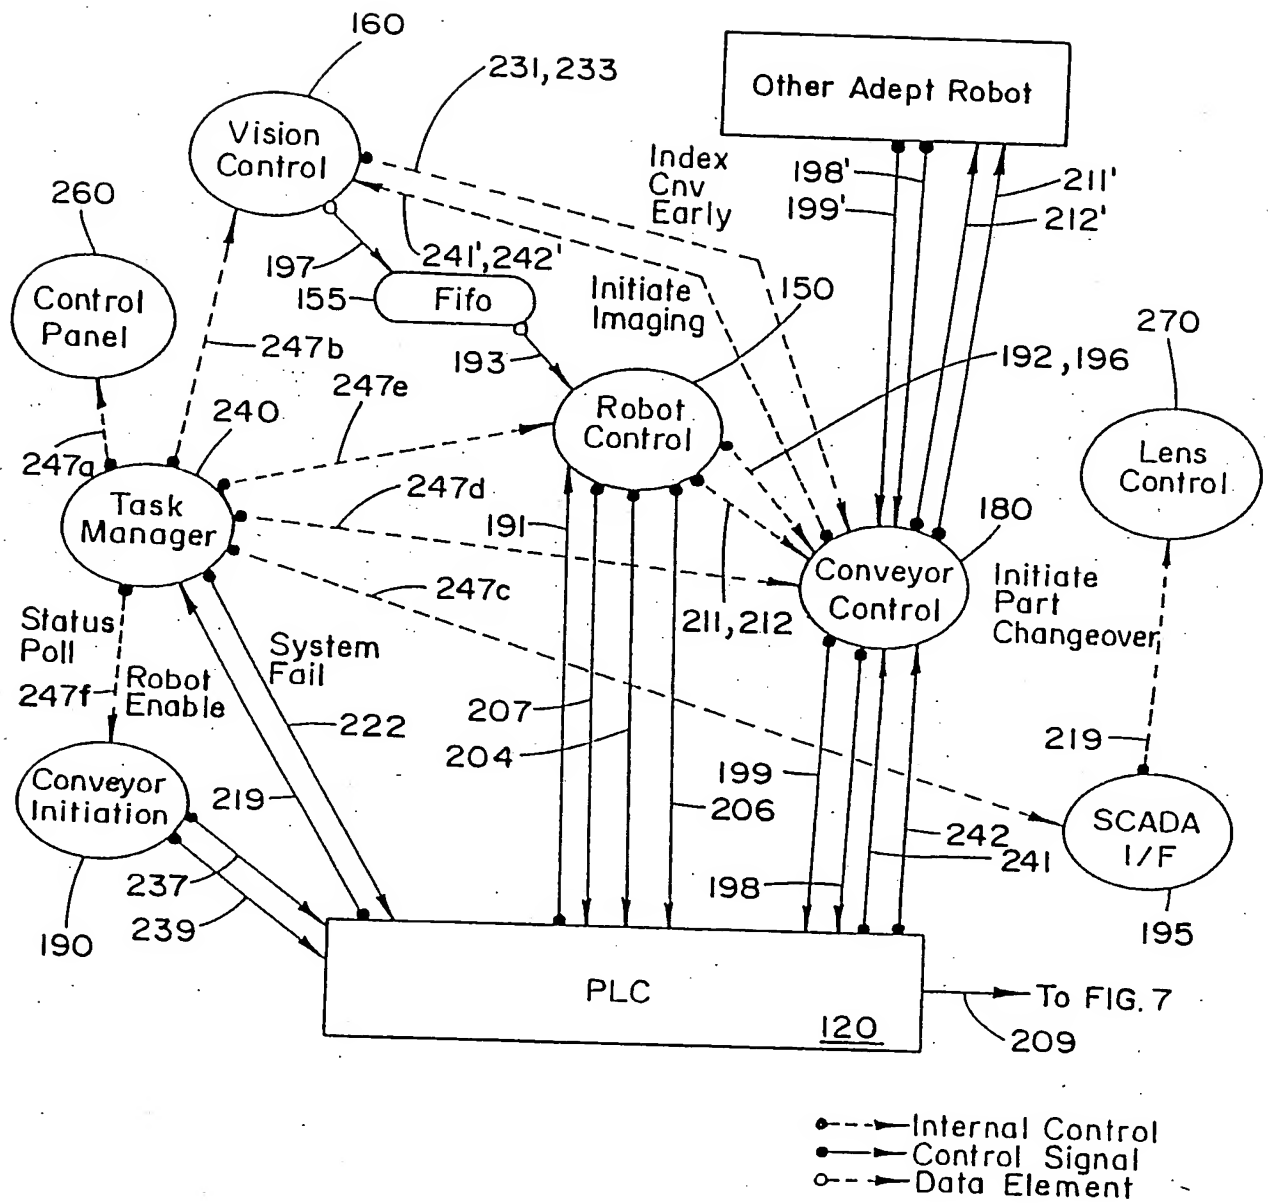 160
231,233
Other Adept Robot
Vision
Control
Index
Cnv
Early
198'
199'
211'
212'
260
197
241',242'
155
Fifo
Initiate
Imaging
150
Control
Panel
247b
193
192,196
270
247e
240
Robot
Control
247a
Lens
Control
Task
Manager
247d
191
180
Conveyor
Control
Initiate
Part
Changeover
247c
211,212
Status
Poll
System
Fail
247f
Robot
Enable
207
222
204
219
Conveyor
Initiation
219
199
206
SCADA
I/F
242
241
237
198
239
190
195
PLC
120
To FIG. 7
209
Internal Control
Control Signal
Data Element